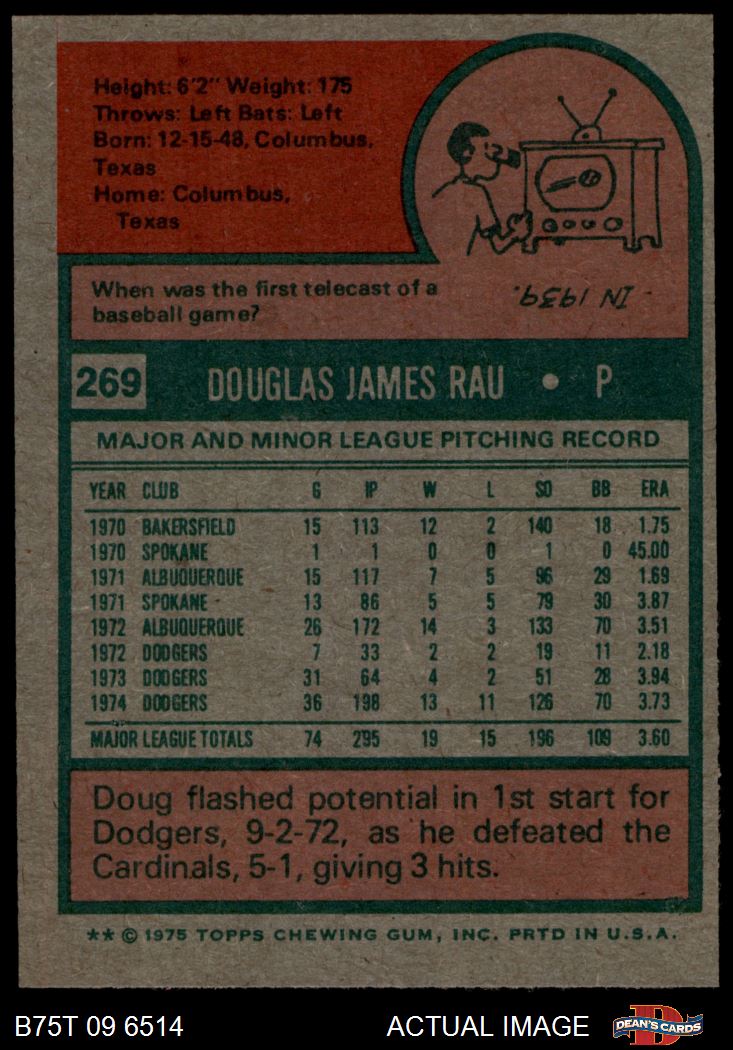 Height: 6'2" Weight: 175
Throws: Left Bats: Left
Born: 12-15-48, Columbus,
Texas
Home: Columbus,
Texas
When was the first telecast of a
baseball game?
IN 1939.
269 DOUGLAS JAMES RAU • P
MAJOR AND MINOR LEAGUE PITCHING RECORD
YEAR CLUB G IP W L SO BB ERA
1970 BAKERSFIELD 15 113 12 2 140 18 1.75
1970 SPOKANE 1 1 0 0 1 0 45.00
1971 ALBUQUERQUE 15 117 7 5 96 29 1.69
1971 SPOKANE 13 86 5 5 79 30 3.87
1972 ALBUQUERQUE 26 172 14 3 133 70 3.51
1972 DODGERS 7 33 2 2 19 11 2.18
1973 DODGERS 31 64 4 2 51 28 3.94
1974 DODGERS 36 198 13 11 126 70 3.73
MAJOR LEAGUE TOTALS 74 295 19 15 196 109 3.60
Doug flashed potential in 1st start for
Dodgers, 9-2-72, as he defeated the
Cardinals, 5-1, giving 3 hits.
** © 1975 TOPPS CHEWING GUM, INC. PRTD IN U.S.A.
B75T 09 6514 ACTUAL IMAGE D DEAN'S CARDS